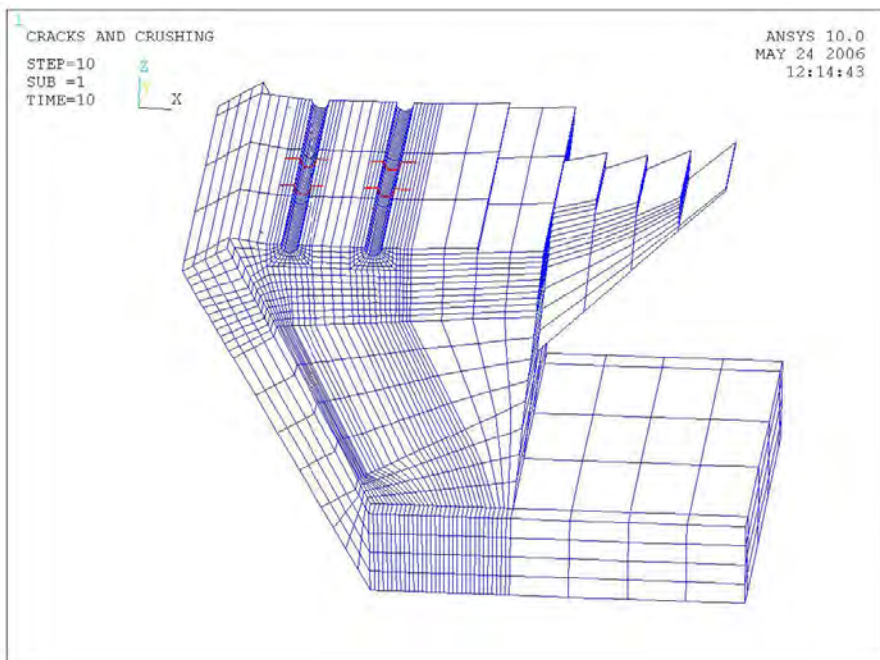 1
CRACKS AND CRUSHING
STEP=10
SUB =1
TIME=10
Z
Y
X
ANSYS 10.0
MAY 24 2006
12:14:43